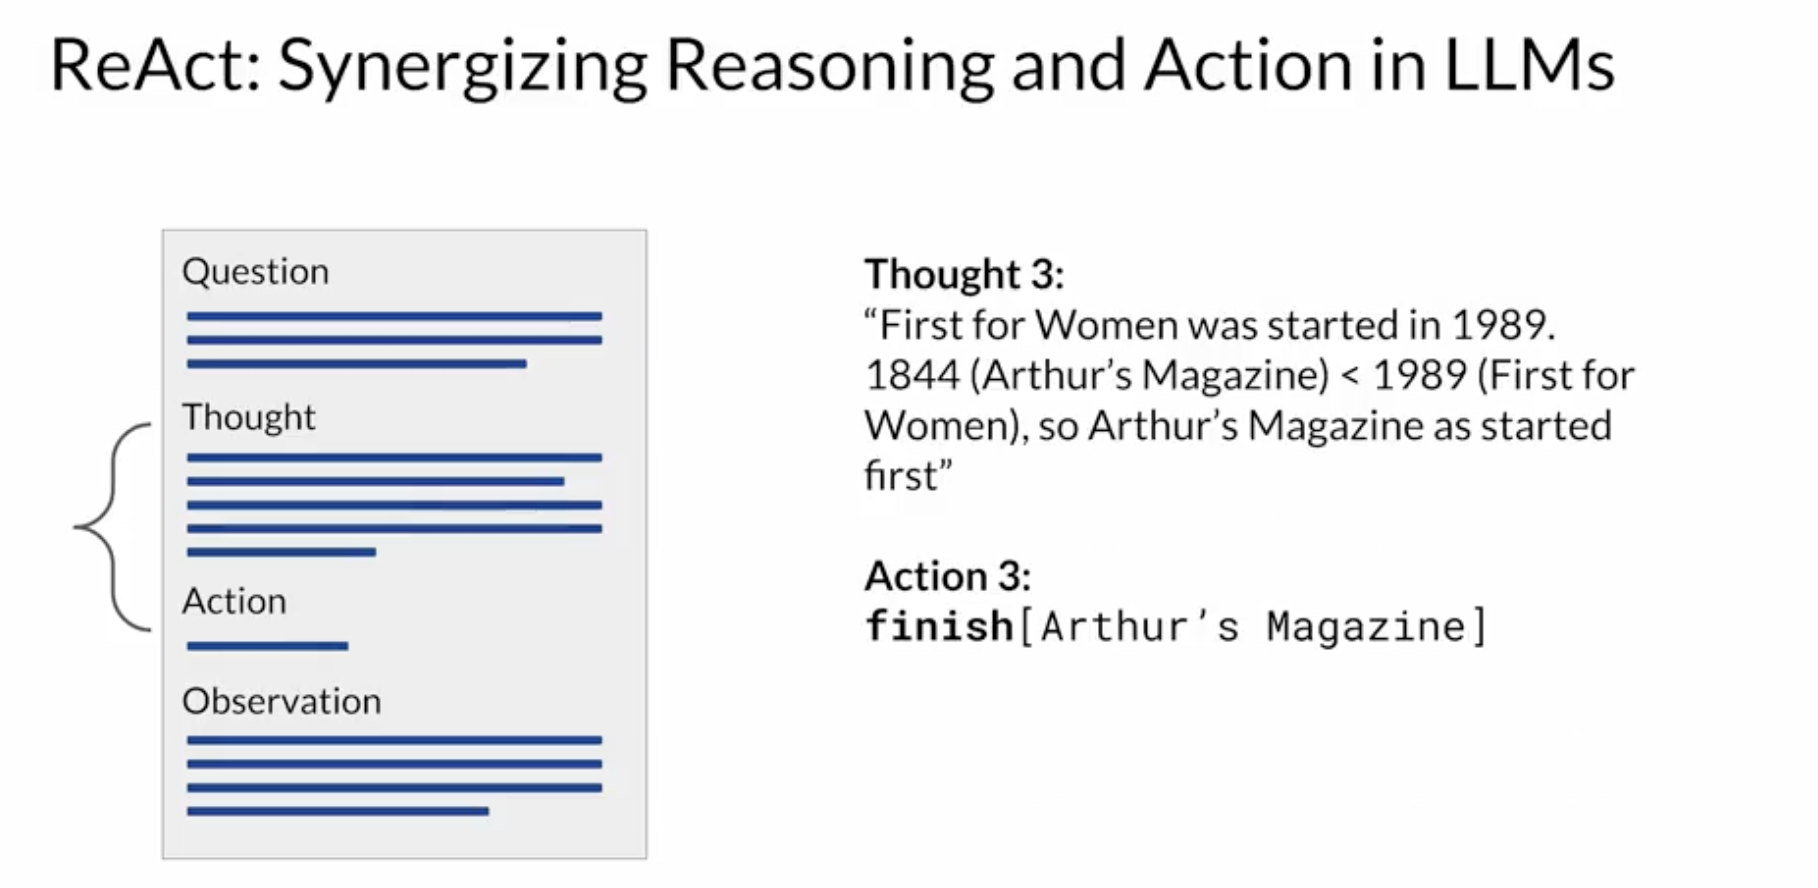 ReAct: Synergizing Reasoning and Action in LLMs
Question
Thought
Action
Observation
Thought 3:
“First for Women was started in 1989.
1844 (Arthur’s Magazine) < 1989 (First for
Women), so Arthur’s Magazine as started
first”
Action 3:
finish[Arthur’s Magazine]